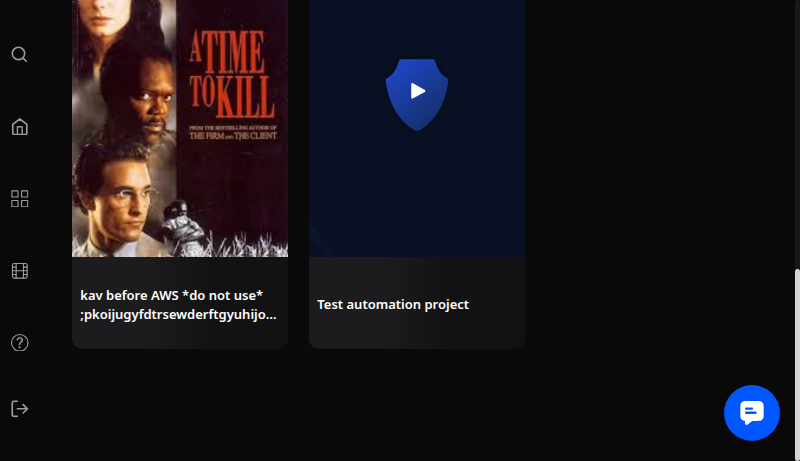 A TIME
TO KILL
FROM THE BESTSELLING AUTHOR OF
THE FIRM AND THE CLIENT
kav before AWS *do not use*
;pkoijugyfdtrsewderftgyuhijo...
Test automation project